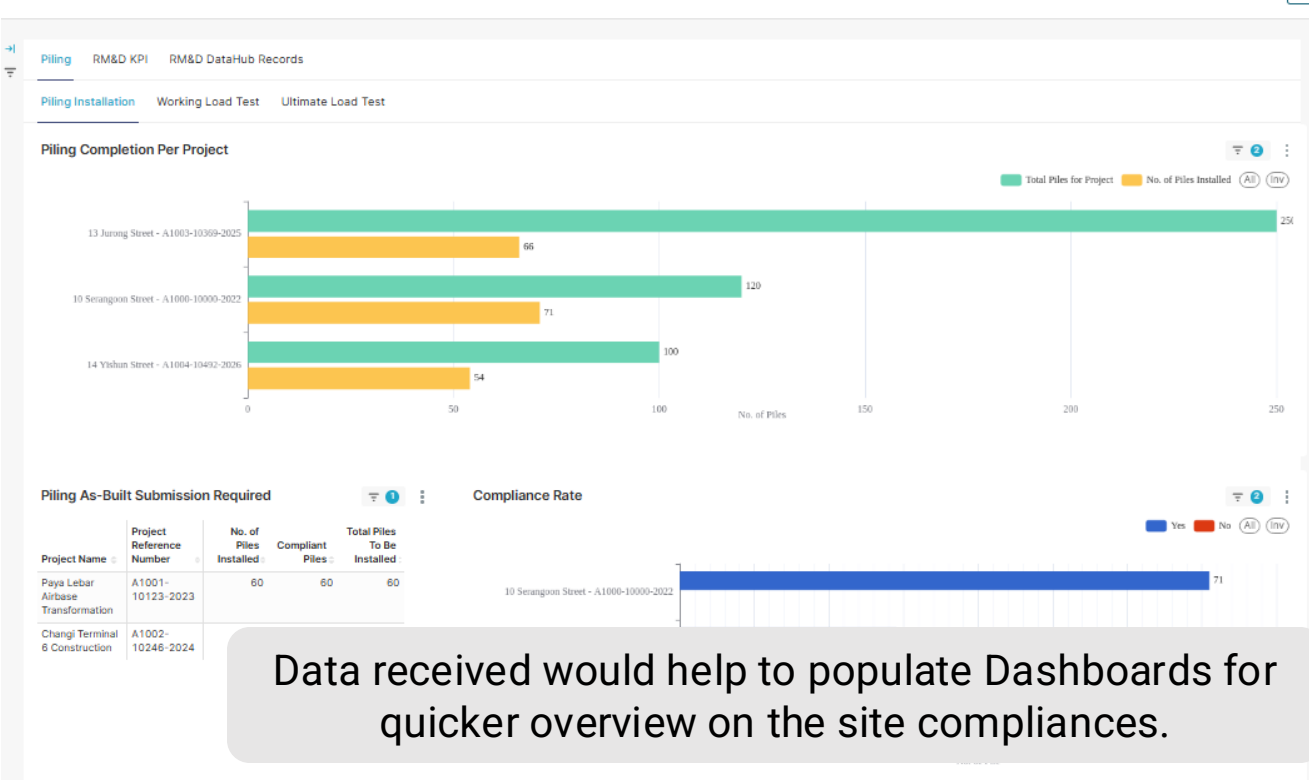 Piling RM&D KPI RM&D DataHub Records
Piling Installation Working Load Test Ultimate Load Test
Piling Completion Per Project
2
Total Piles for Project No. of Piles Installed All Inv
13 Jurong Street - A1003-10369-2025
250
66
10 Serangoon Street - A1000-10000-2022
120
71
14 Yishun Street - A1004-10492-2026
100
54
0 50 100 150 200 250
No. of Piles
Piling As-Built Submission Required
1
Project Name Project Reference Number No. of Piles Installed Compliant Piles Total Piles To Be Installed
Paya Lebar Airbase Transformation A1001-10123-2023 60 60 60
Changi Terminal 6 Construction A1002-10246-2024
Compliance Rate
2
Yes No All Inv
10 Serangoon Street - A1000-10000-2022
71
Data received would help to populate Dashboards for
quicker overview on the site compliances.